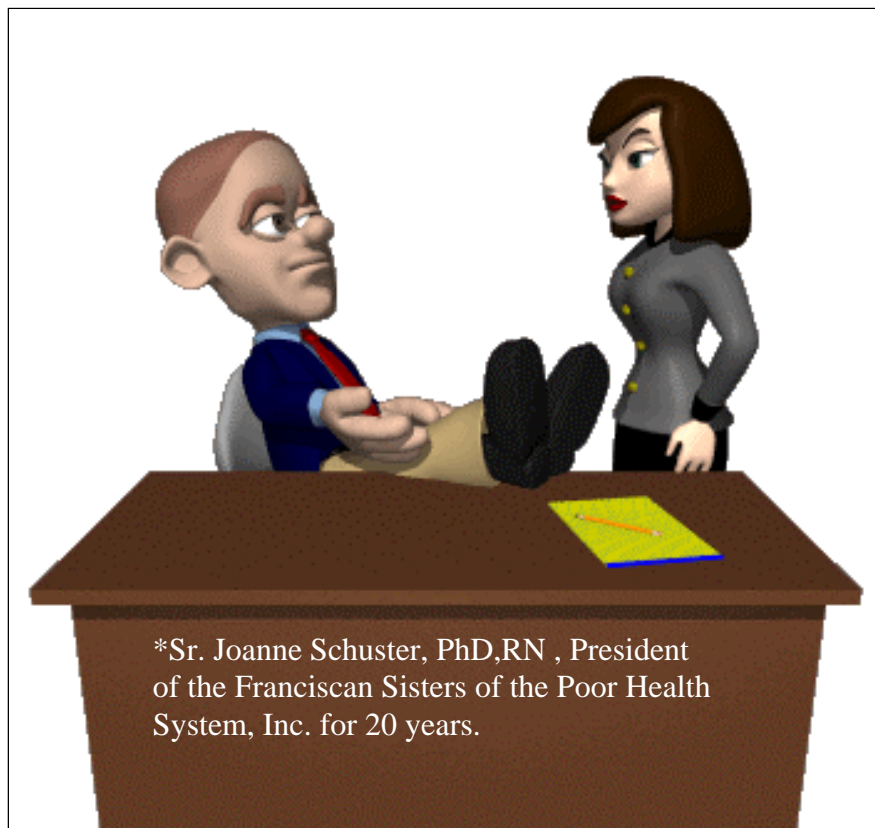 *Sr. Joanne Schuster, PhD,RN , President
of the Franciscan Sisters of the Poor Health
System, Inc. for 20 years.